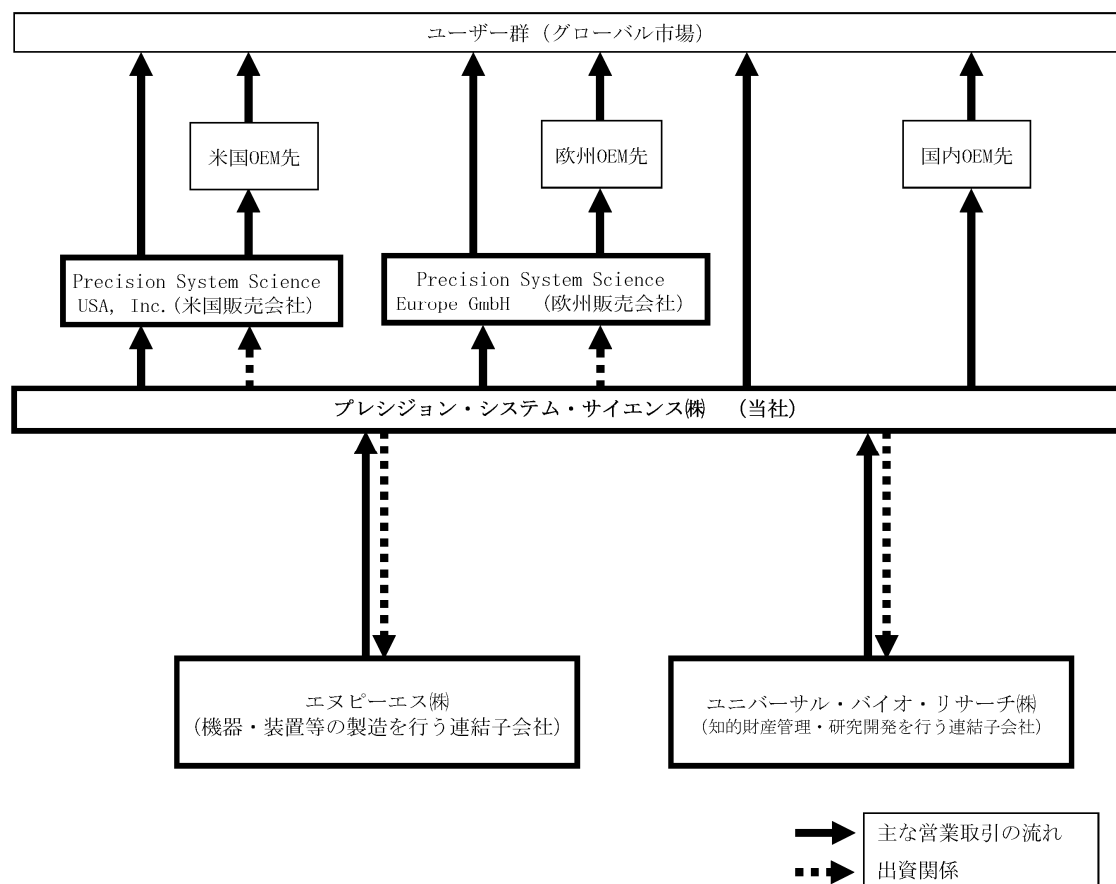 ユーザー群（グローバル市場）
米国OEM先
欧州OEM先
国内OEM先
Precision System Science
USA, Inc.(米国販売会社)
Precision System Science
Europe GmbH　（欧州販売会社）
プレシジョン・システム・サイエンス㈱　（当社）
エヌピーエス㈱
（機器・装置等の製造を行う連結子会社）
ユニバーサル・バイオ・リサーチ㈱
（知的財産管理・研究開発を行う連結子会社）
主な営業取引の流れ
出資関係